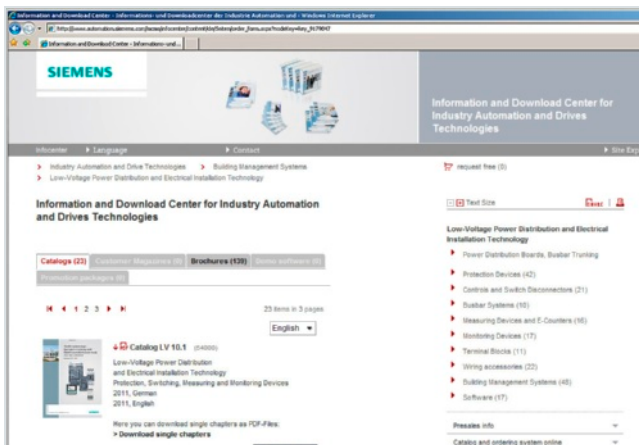 Information and Download Center - Informations- und Downloadcenter der Industrie Automation und - Windows Internet Explorer
Information and Download Center - Informations- und...
SIEMENS
Information and Download Center for
Industry Automation and Drives
Technologies
Infocenter
Language
Contact
Site Exp
Industry Automation and Drive Technologies
Building Management Systems
Low-Voltage Power Distribution and Electrical Installation Technology
request free (0)
Information and Download Center for Industry Automation
and Drives Technologies
Text Size
Catalogs (23)
Customer Magazines (0)
Brochures (139)
Demo software (0)
Promotion packages (0)
1 2 3
23 items in 3 pages
English
Catalog LV 10.1 (54000)
Low-Voltage Power Distribution
and Electrical Installation Technology
Protection, Switching, Measuring and Monitoring Devices
2011, German
2011, English
Here you can download single chapters as PDF-Files:
> Download single chapters
Low-Voltage Power Distribution and Electrical
Installation Technology
Power Distribution Boards, Busbar Trunking
Protection Devices (42)
Controls and Switch Disconnectors (21)
Busbar Systems (10)
Measuring Devices and E-Counters (16)
Monitoring Devices (17)
Terminal Blocks (11)
Wiring accessories (22)
Building Management Systems (48)
Software (17)
Presales info
Catalog and ordering system online